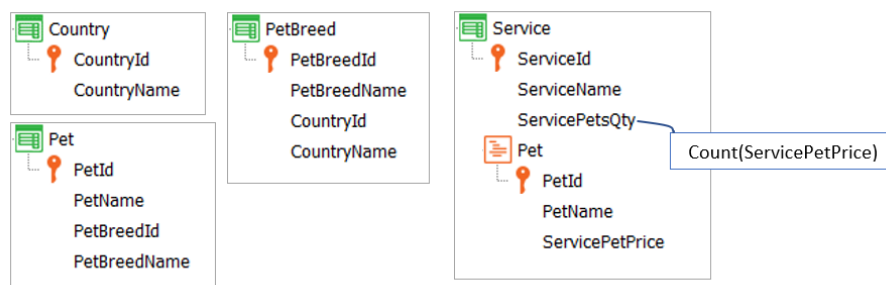 Country
CountryId
CountryName
PetBreed
PetBreedId
PetBreedName
CountryId
CountryName
Service
ServiceId
ServiceName
ServicePetsQty
Count(ServicePetPrice)
Pet
PetId
PetName
ServicePetPrice
Pet
PetId
PetName
PetBreedId
PetBreedName